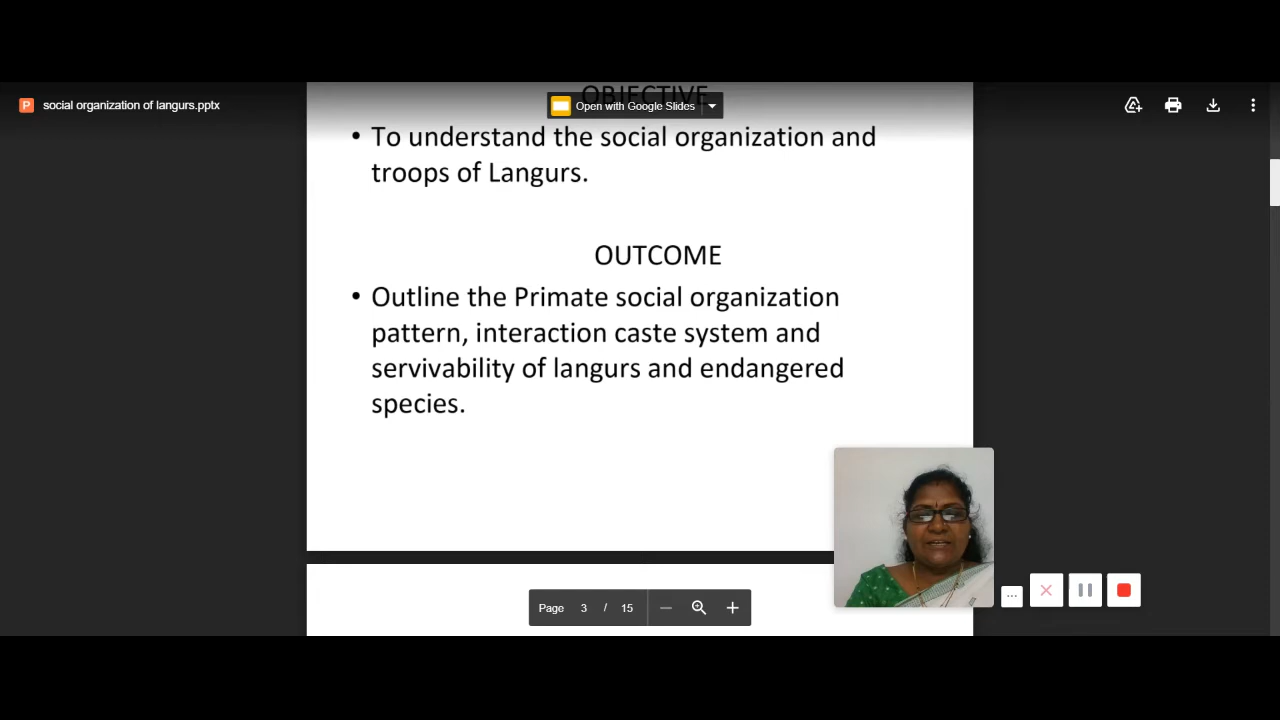 OBJECTIVE
P social organization of langurs.pptx
Open with Google Slides
• To understand the social organization and
troops of Langurs.
OUTCOME
• Outline the Primate social organization
pattern, interaction caste system and
servivability of langurs and endangered
species.
Page 3 / 15